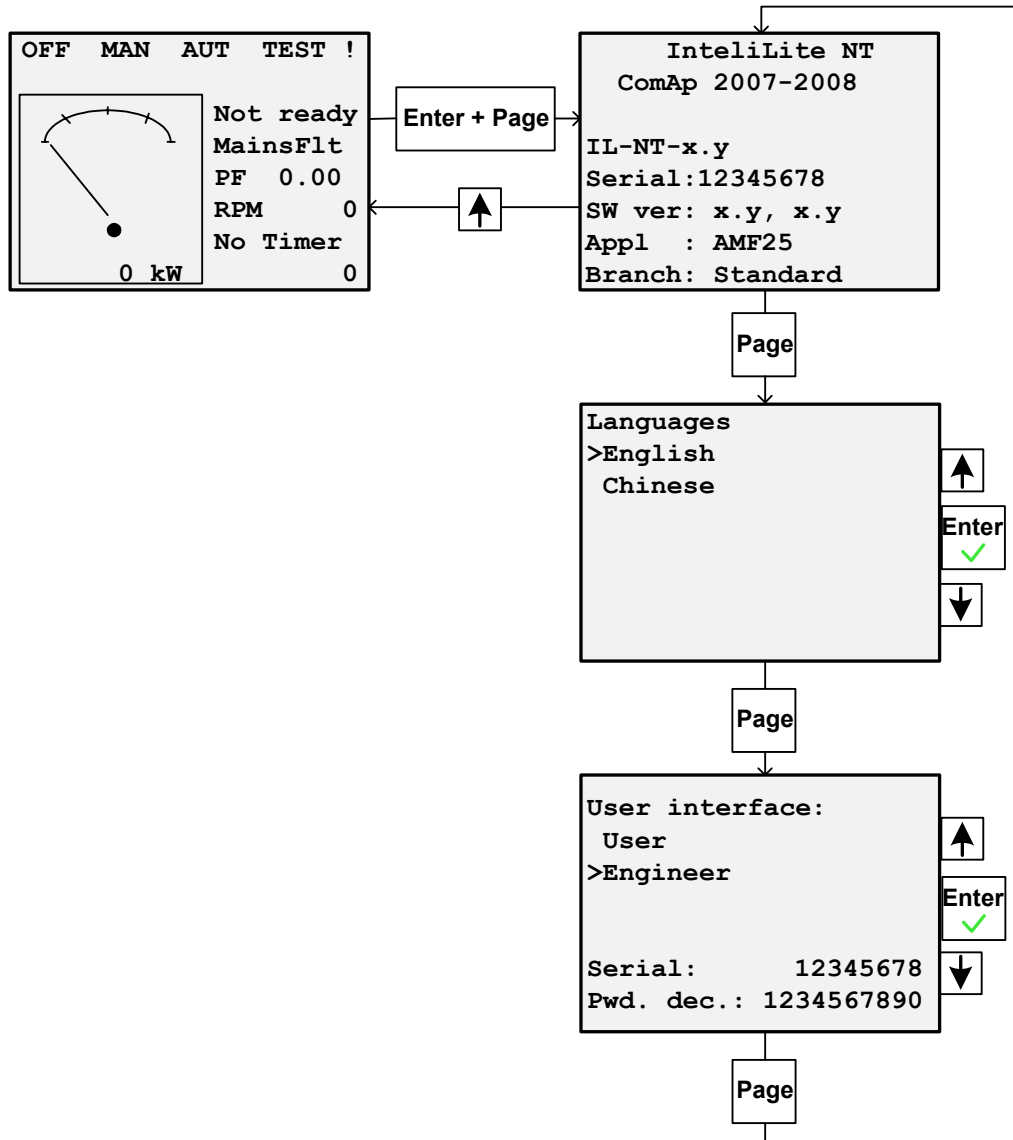 OFF MAN AUT TEST !
Not ready
MainsFlt
PF 0.00
RPM 0
No Timer
0 kW 0
Enter + Page
InteliLite NT
ComAp 2007-2008
IL-NT-x.y
Serial:12345678
SW ver: x.y, x.y
Appl : AMF25
Branch: Standard
Page
Languages
>English
Chinese
Enter
Page
User interface:
User
>Engineer
Serial: 12345678
Pwd. dec.: 1234567890
Enter
Page